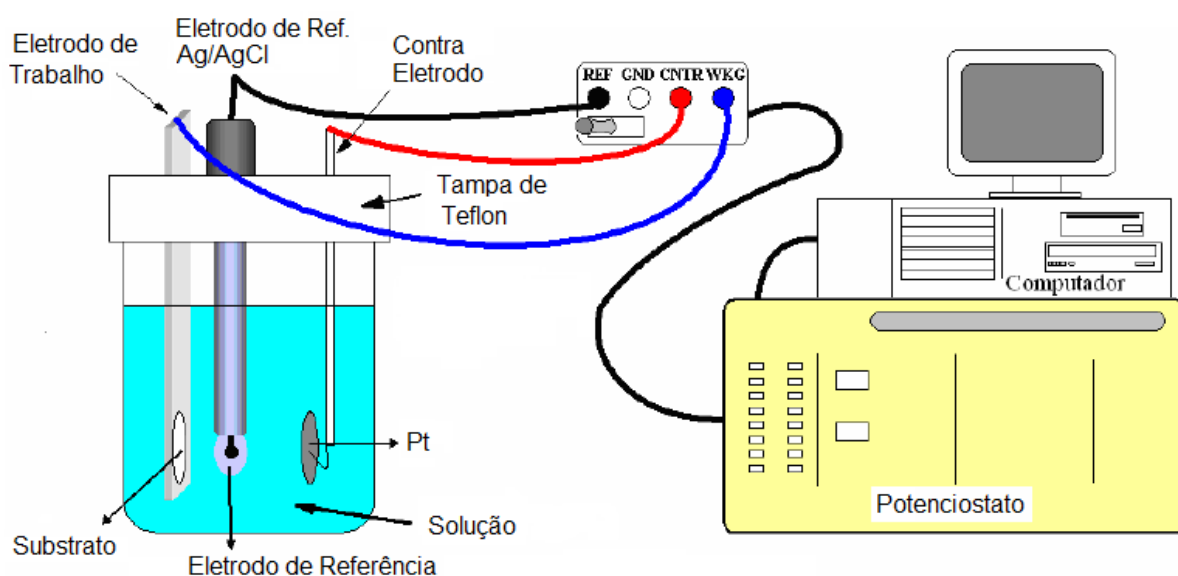 Eletrodo de
Trabalho
Eletrodo de Ref.
Ag/AgCl
Contra
Eletrodo
REF GND CNTR WKG
Tampa de
Teflon
Computador
Pt
Potenciostato
Solução
Substrato
Eletrodo de Referência